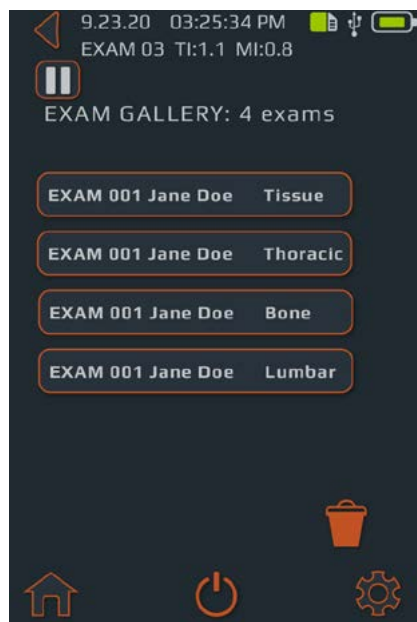 9.23.20 03:25:34 PM
EXAM 03 TI:1.1 MI:0.8
EXAM GALLERY: 4 exams
EXAM 001 Jane Doe Tissue
EXAM 001 Jane Doe Thoracic
EXAM 001 Jane Doe Bone
EXAM 001 Jane Doe Lumbar